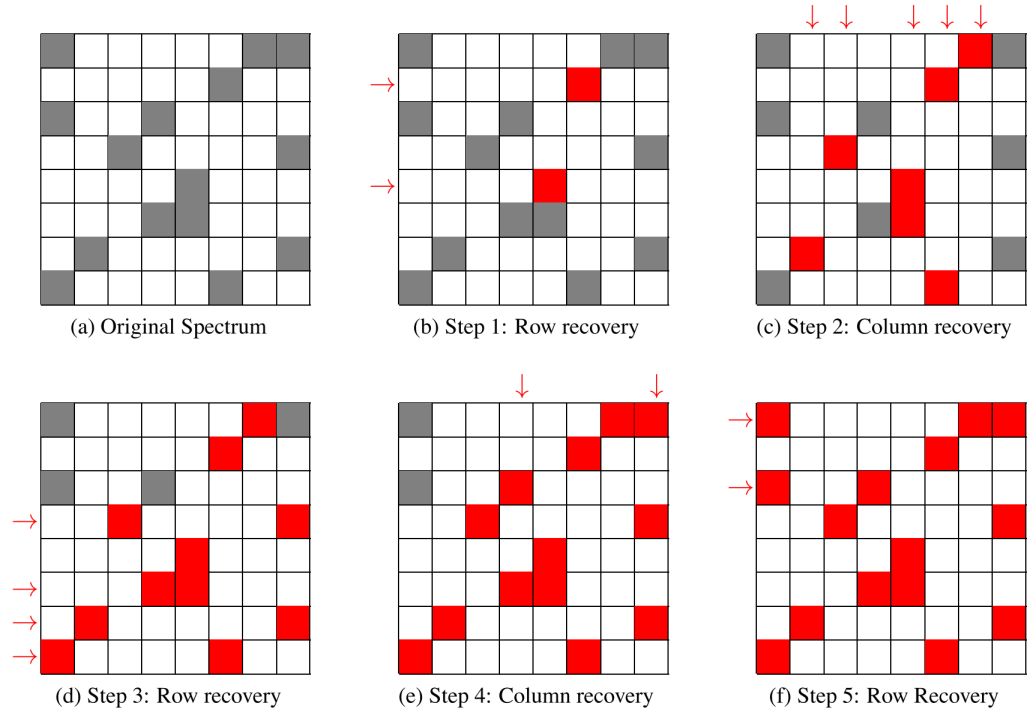 (a) Original Spectrum
(b) Step 1: Row recovery
(c) Step 2: Column recovery
(d) Step 3: Row recovery
(e) Step 4: Column recovery
(f) Step 5: Row Recovery